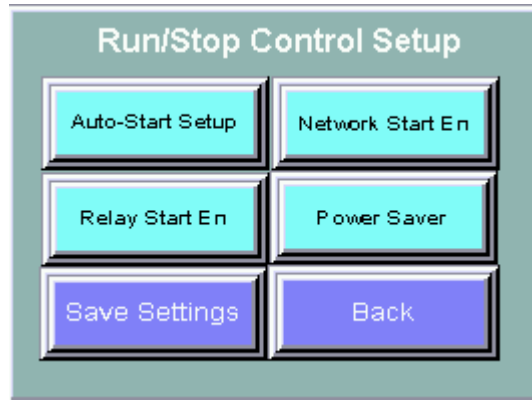 Run/Stop Control Setup
Auto-Start Setup
Network Start En
Relay Start En
Power Saver
Save Settings
Back